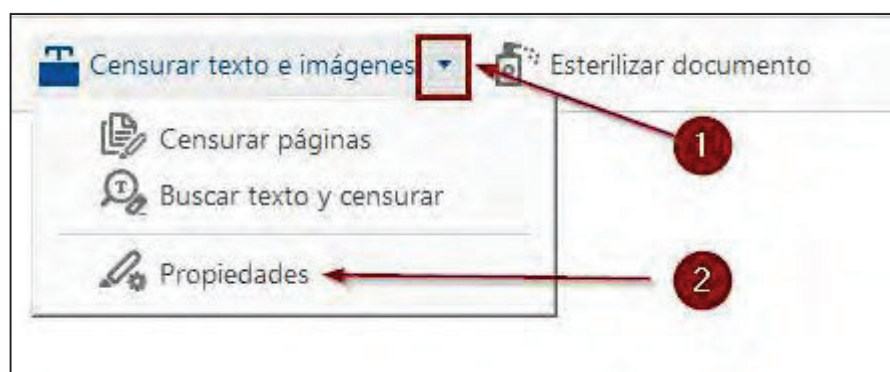 Censurar texto e imágenes Esterilizar documento
1
Censurar páginas
Buscar texto y censurar
Propiedades
2